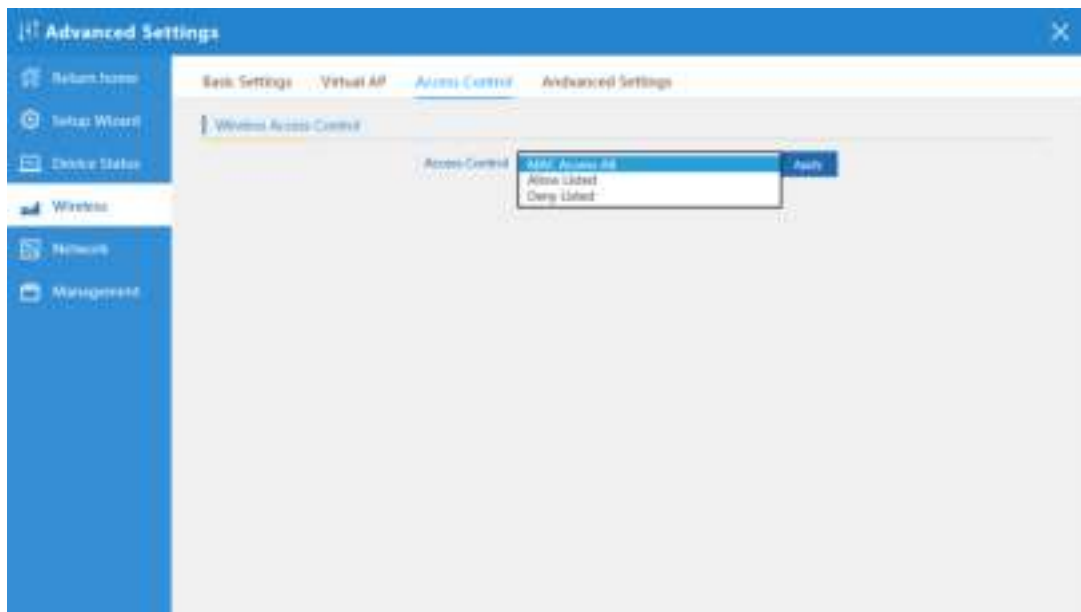 Advanced Settings
Return home
Setup Wizard
Device Status
Wireless
Network
Management
Basic Settings Virtual AP Access Control Andvanced Settings
Wireless Access Control
Access Control
MAC Access All
Allow Listed
Deny Listed
Apply